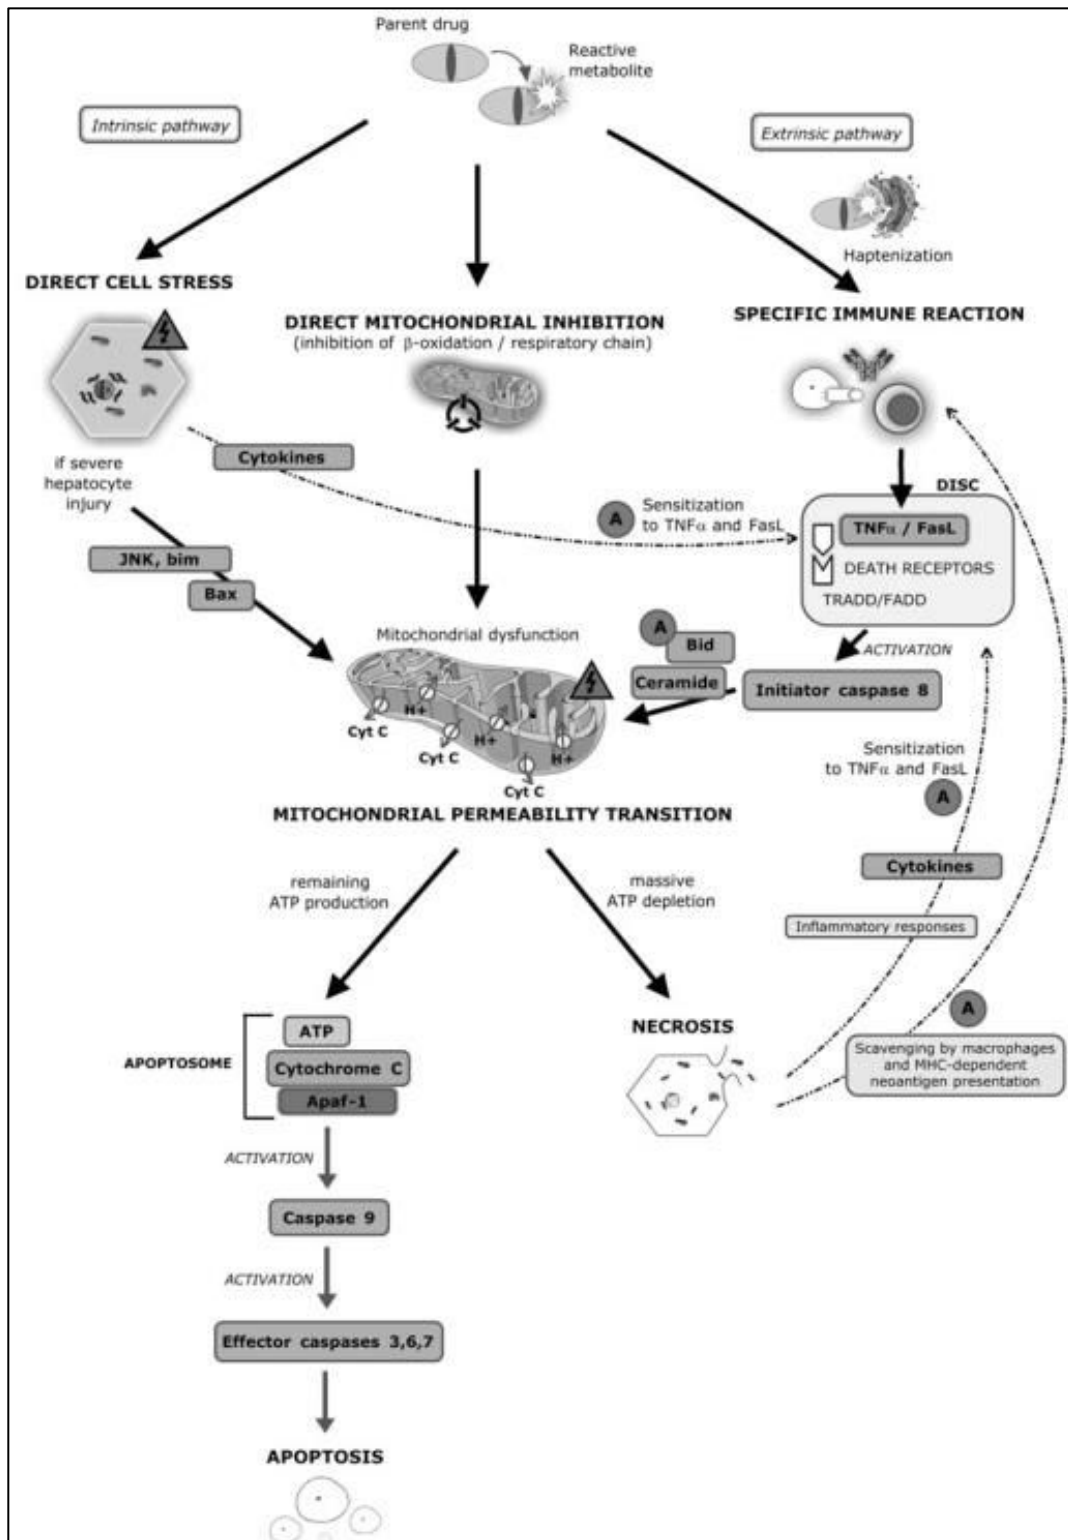 Parent drug
Reactive
metabolite
Intrinsic pathway
Extrinsic pathway
Haptenization
DIRECT CELL STRESS
DIRECT MITOCHONDRIAL INHIBITION
(inhibition of β-oxidation / respiratory chain)
SPECIFIC IMMUNE REACTION
if severe
hepatocyte
injury
Cytokines
A
Sensitization
to TNFα and FasL
DISC
TNFα / FasL
DEATH RECEPTORS
TRADD/FADD
JNK, bim
Bax
Mitochondrial dysfunction
A
Bid
Ceramide
ACTIVATION
Initiator caspase 8
H+
Cyt C
H+
Cyt C
H+
Cyt C
MITOCHONDRIAL PERMEABILITY TRANSITION
Sensitization
to TNFα and FasL
A
Cytokines
Inflammatory responses
A
Scavenging by macrophages
and MHC-dependent
neoantigen presentation
remaining
ATP production
massive
ATP depletion
NECROSIS
APOPTOSOME
ATP
Cytochrome C
Apaf-1
ACTIVATION
Caspase 9
ACTIVATION
Effector caspases 3,6,7
APOPTOSIS